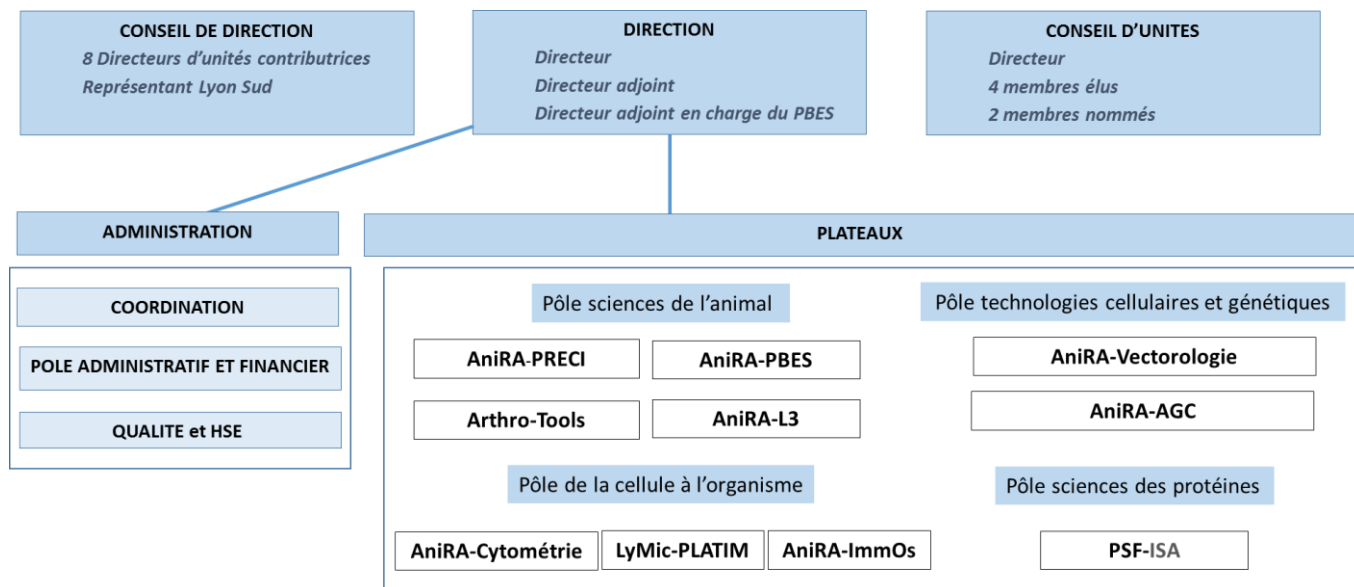 CONSEIL DE DIRECTION
8 Directeurs d'unités contributrices
Représentant Lyon Sud
DIRECTION
Directeur
Directeur adjoint
Directeur adjoint en charge du PBES
CONSEIL D'UNITES
Directeur
4 membres élus
2 membres nommés
ADMINISTRATION
PLATEAUX
COORDINATION
POLE ADMINISTRATIF ET FINANCIER
QUALITE et HSE
Pôle sciences de l'animal
AniRA-PRECI
AniRA-PBES
Arthro-Tools
AniRA-L3
Pôle technologies cellulaires et génétiques
AniRA-Vectorologie
AniRA-AGC
Pôle de la cellule à l'organisme
AniRA-Cytométrie
LyMic-PLATIM
AniRA-ImmOs
Pôle sciences des protéines
PSF-ISA